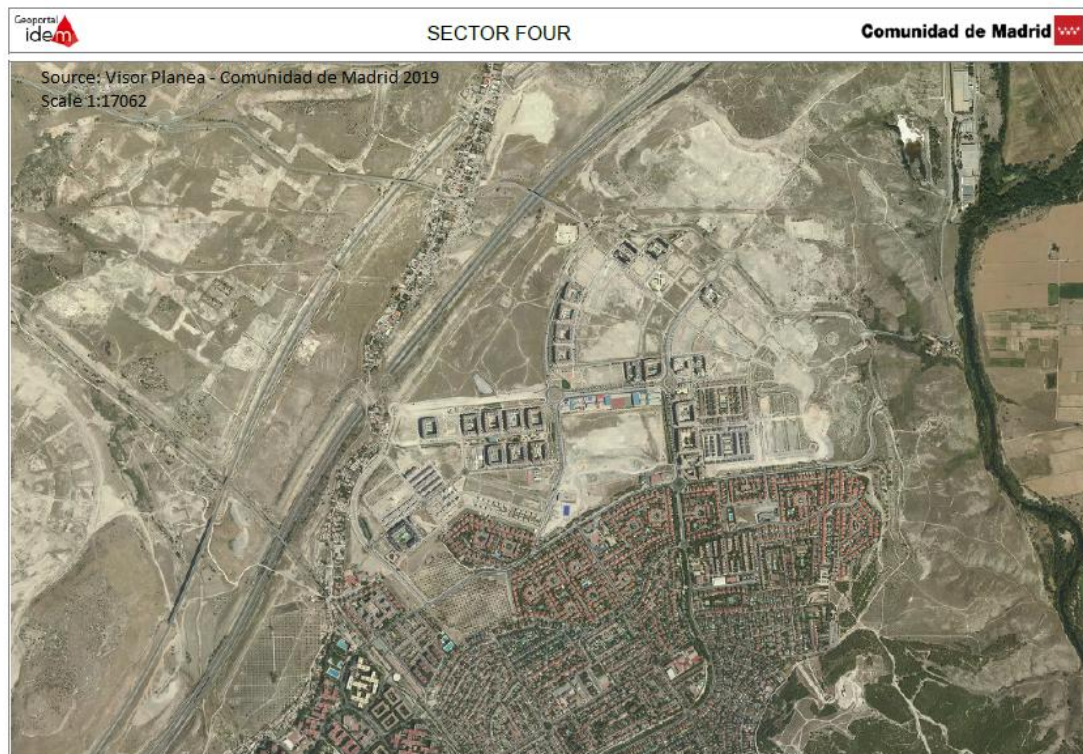 Geoportal
idem
SECTOR FOUR
Comunidad de Madrid
Source: Visor Planea - Comunidad de Madrid 2019
Scale 1:17062